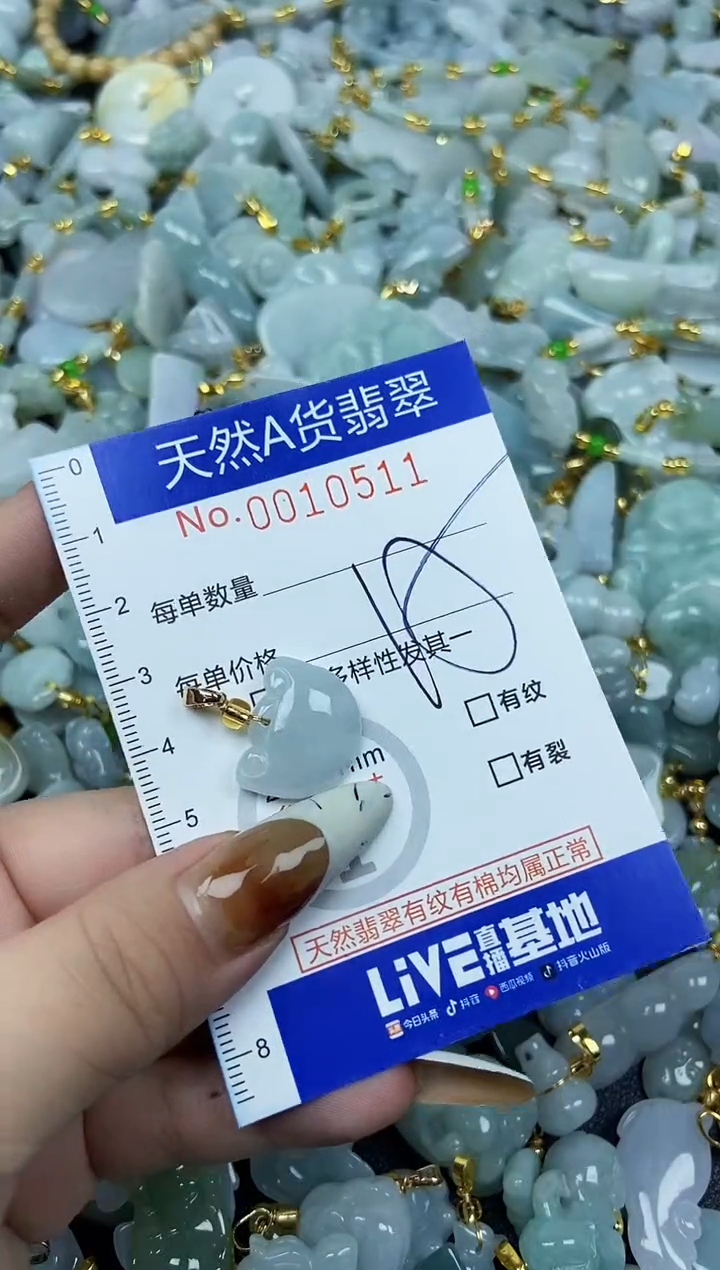 天然A货翡翠
No.0010511
0
1
每单数量
2
每单价格
多样性发其一
3
有纹
4
有裂
5
天然翡翠有纹有棉均属正常
LiVE直播基地
今日头条 抖音 西瓜视频 抖音火山版
8